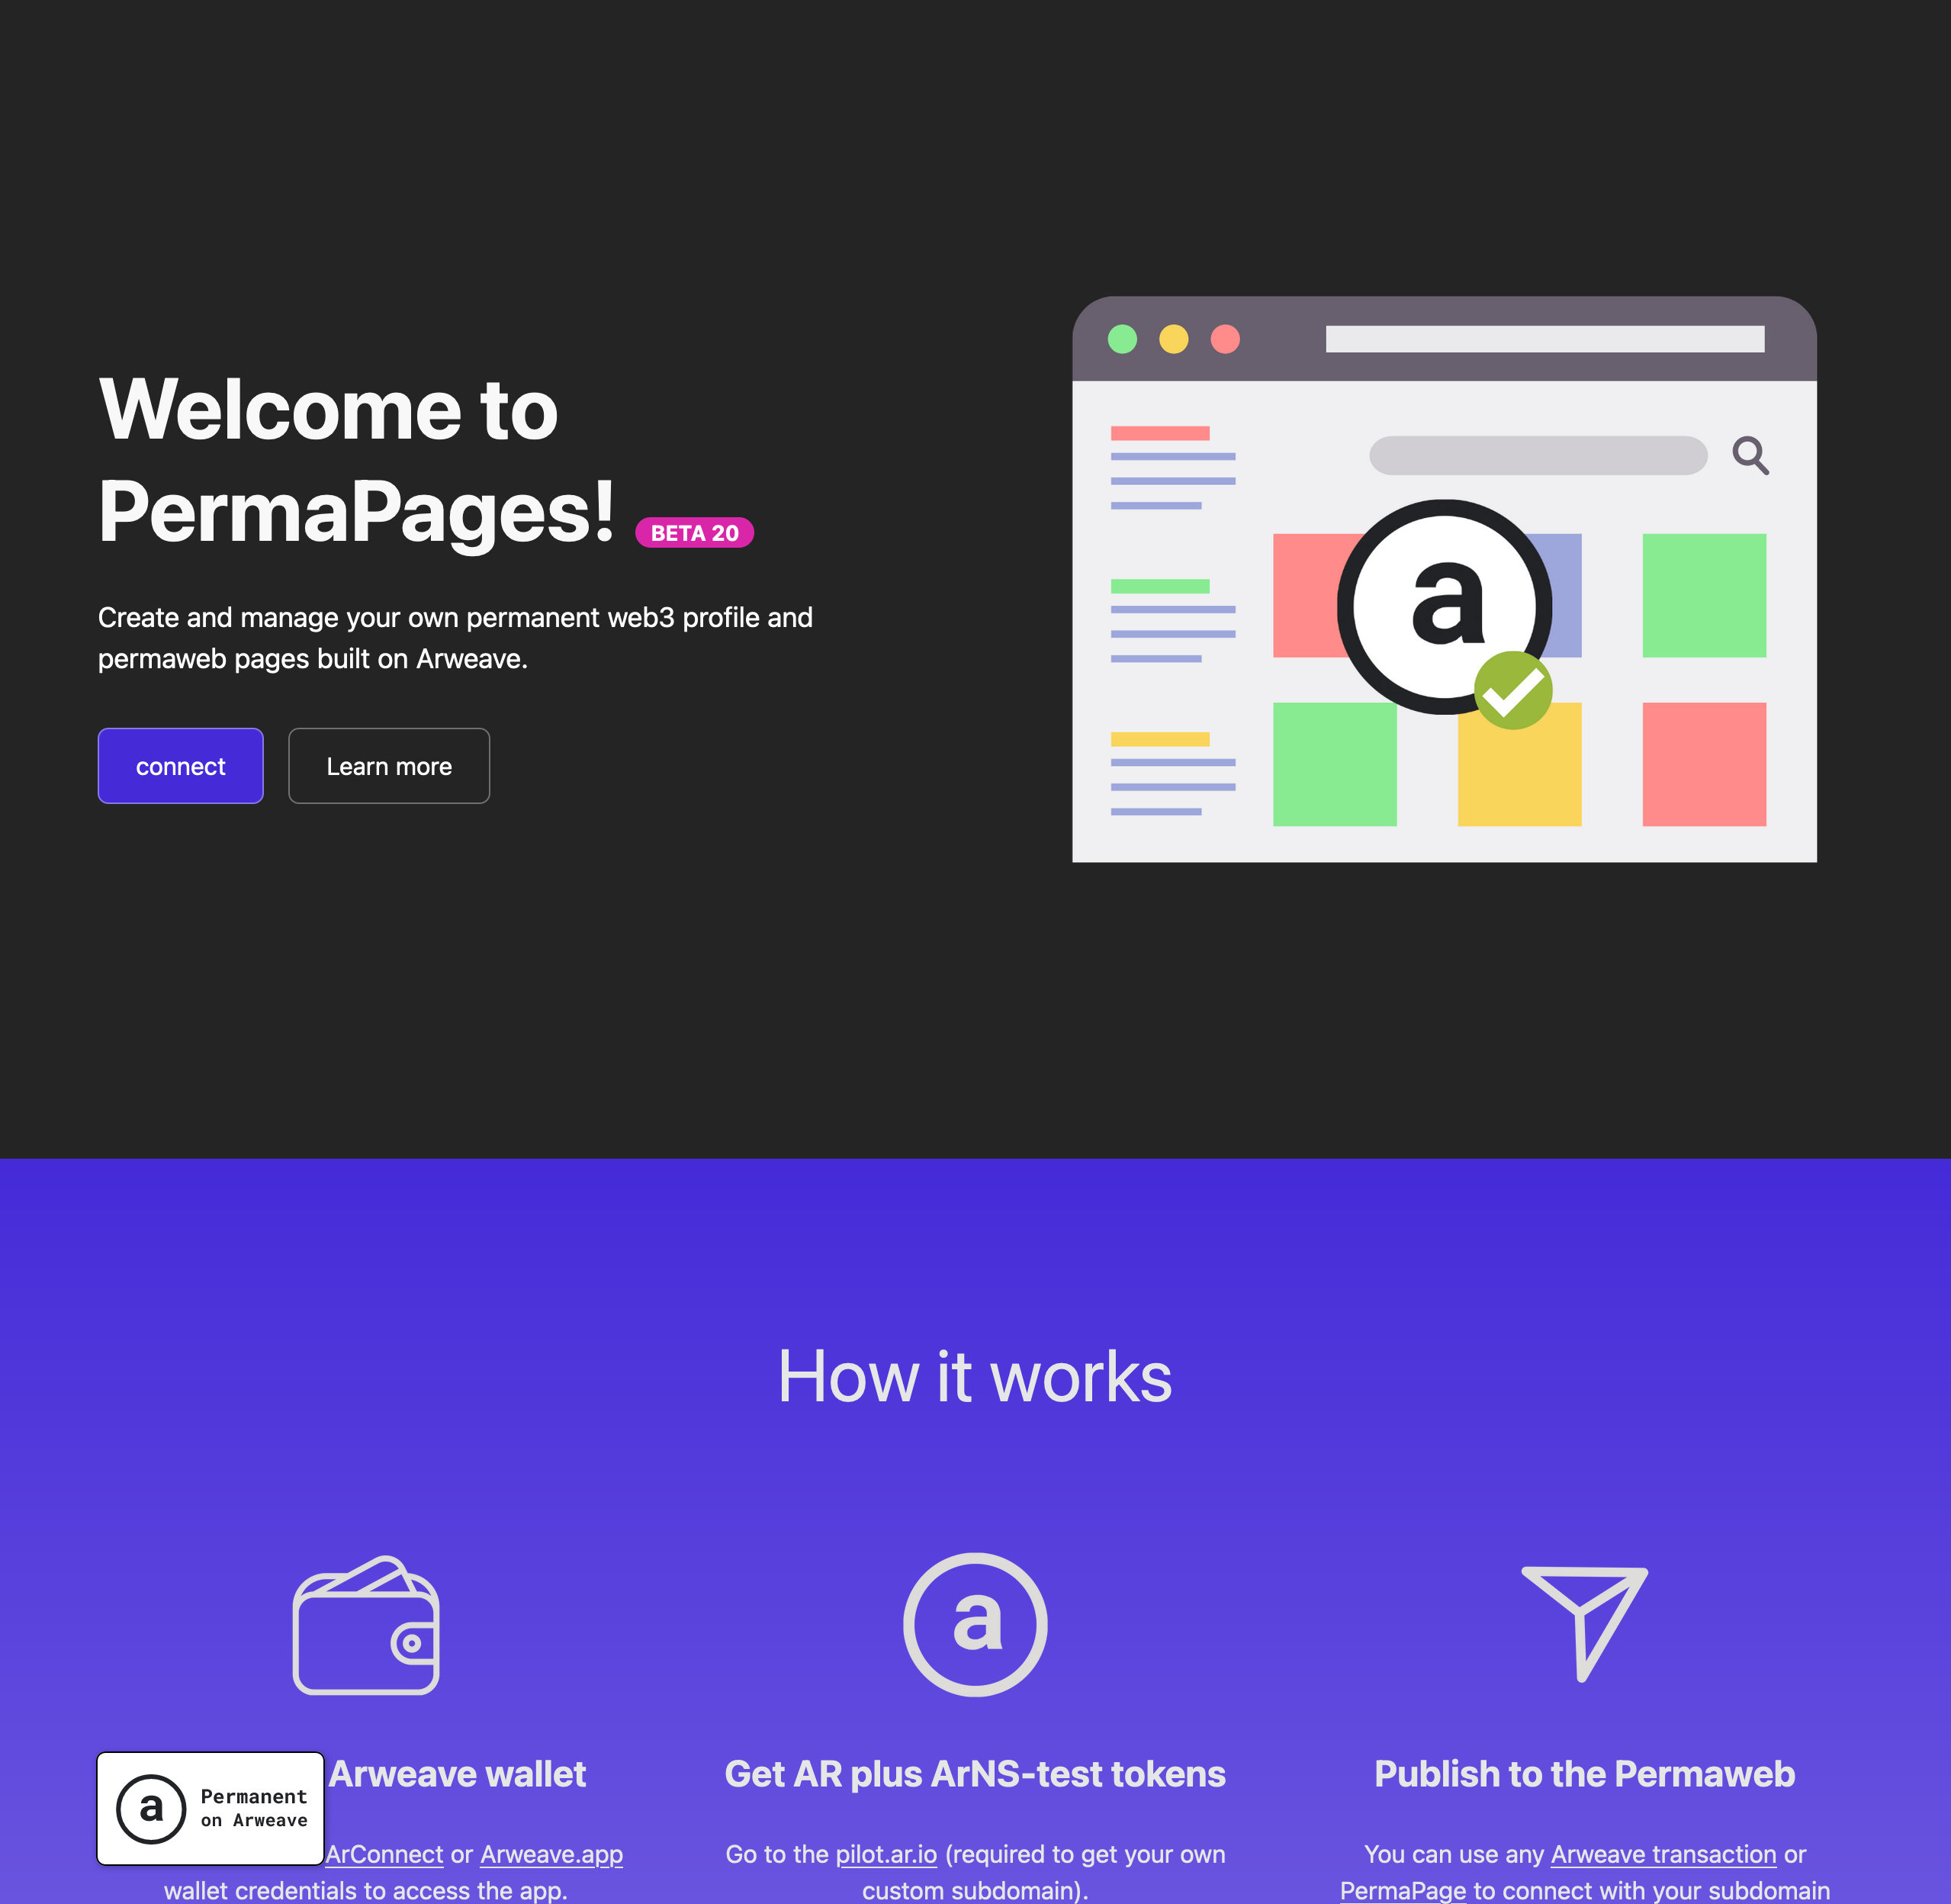 Welcome to
PermaPages! BETA 20
Create and manage your own permanent web3 profile and
permaweb pages built on Arweave.
connect
Learn more
a
How it works
a
Arweave wallet
ArConnect or Arweave.app
wallet credentials to access the app.
Get AR plus ArNS-test tokens
Go to the pilot.ar.io (required to get your own
custom subdomain).
Publish to the Permaweb
You can use any Arweave transaction or
PermaPage to connect with your subdomain
a
Permanent
on Arweave